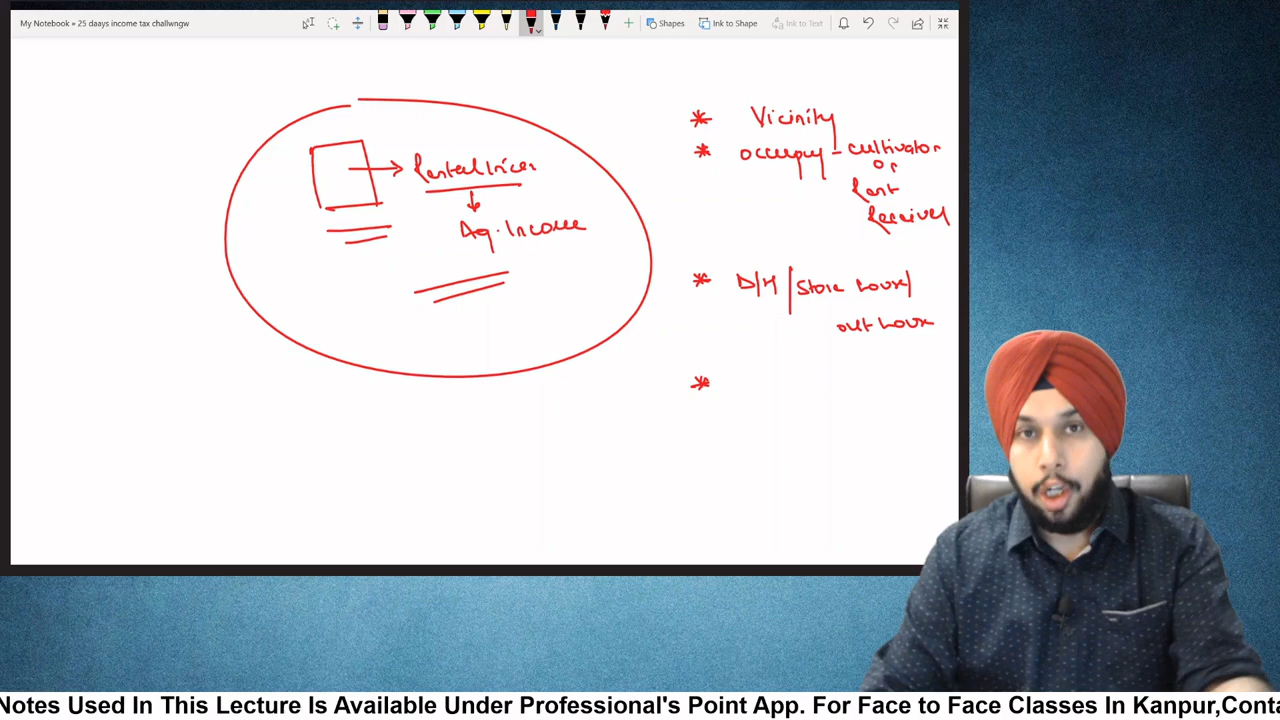 My Notebook » 25 daays income tax challwngw
Shapes
Ink to Shape
Ink to Text
Rental
Ag. Income
* Vicinity
* occupy - cultivator
or
Rent
Receiver
* D/H / Store house /
out house
*
Notes Used In This Lecture Is Available Under Professional's Point App. For Face to Face Classes In Kanpur,Conta